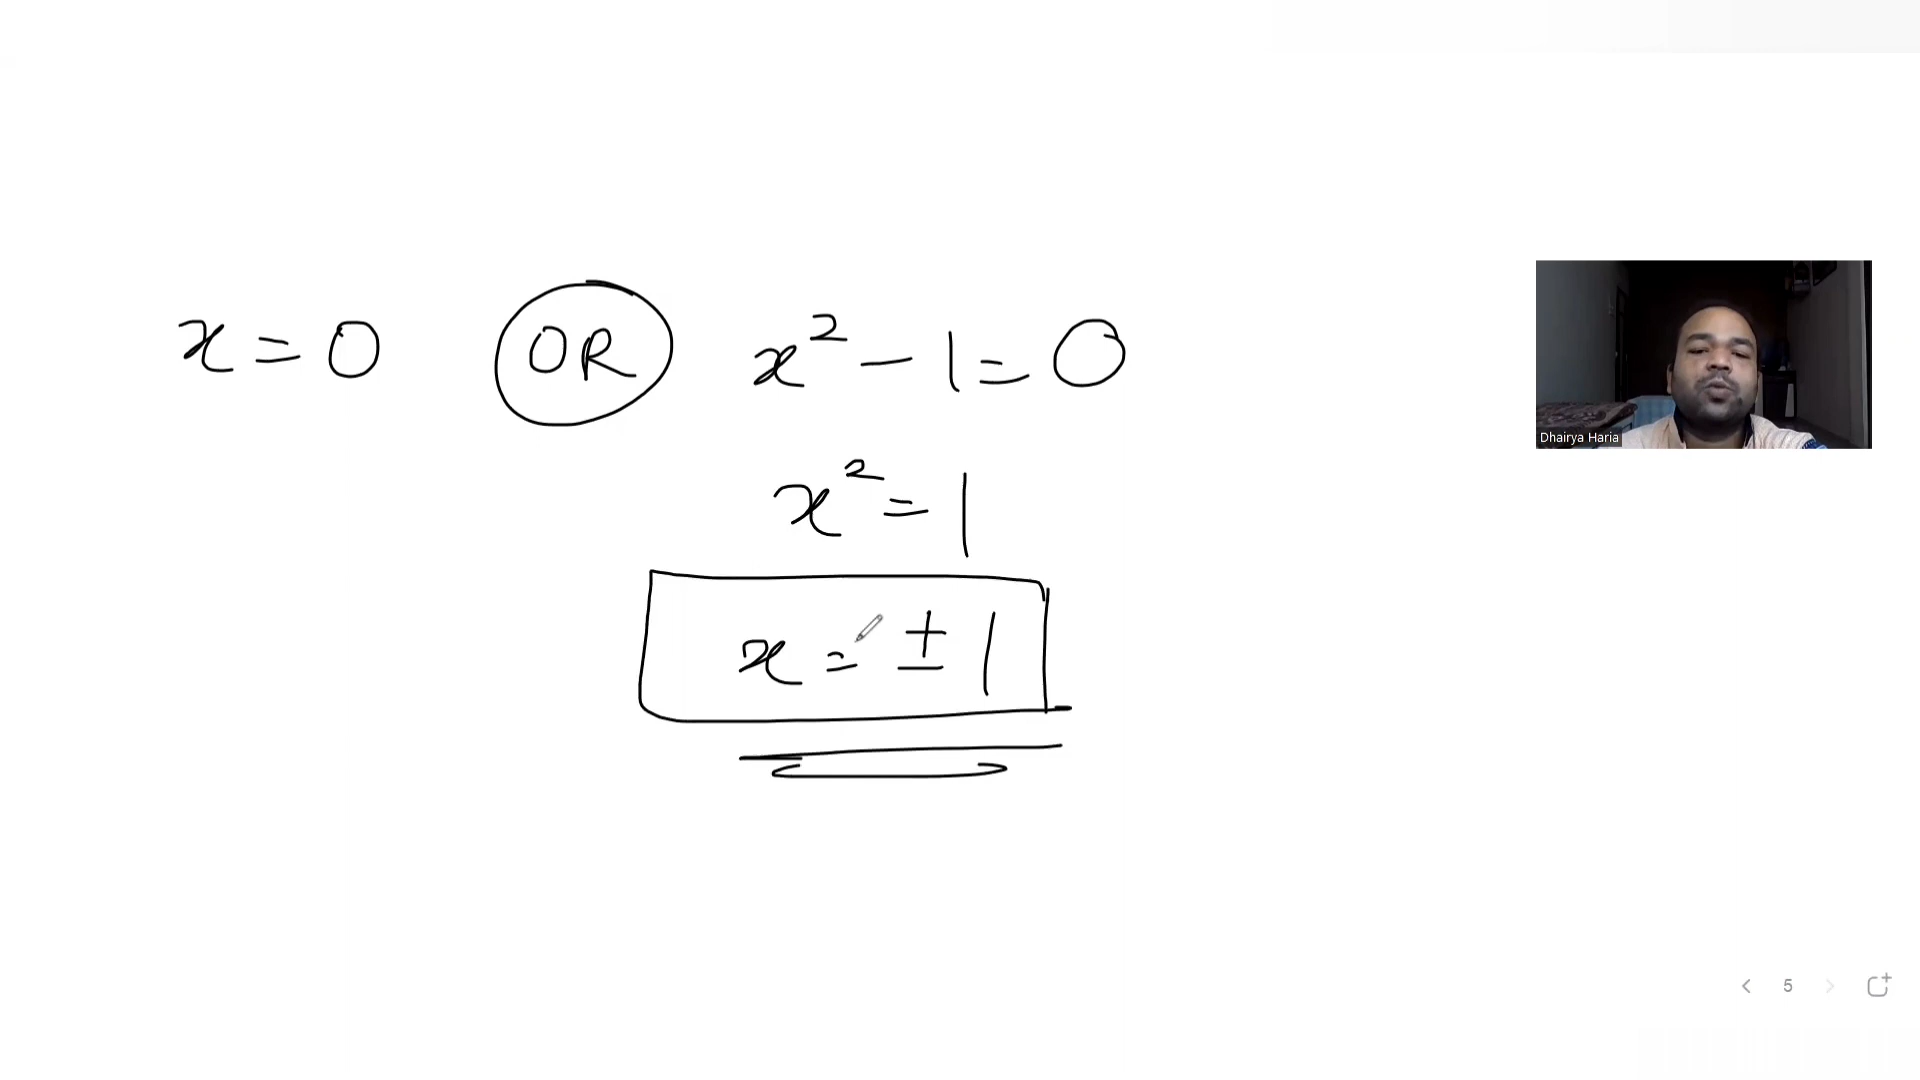 x = 0 OR x² – 1 = 0
x² = 1
x = ± 1
Dhairya Haria
5